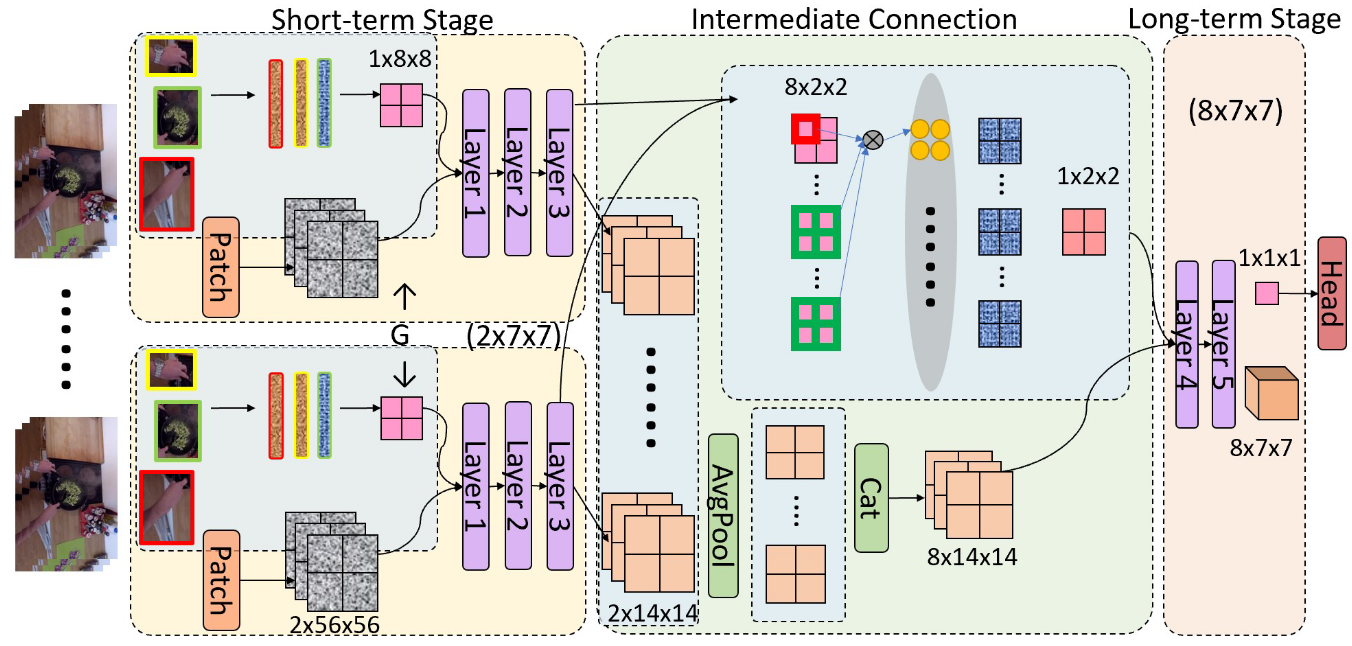 Short-term Stage
Intermediate Connection
Long-term Stage
1x8x8
Layer 1
Layer 2
Layer 3
Patch
G
(2x7x7)
Layer 1
Layer 2
Layer 3
Patch
2x56x56
8x2x2
1x2x2
2x14x14
AvgPool
Cat
8x14x14
(8x7x7)
Layer 4
Layer 5
1x1x1
8x7x7
Head